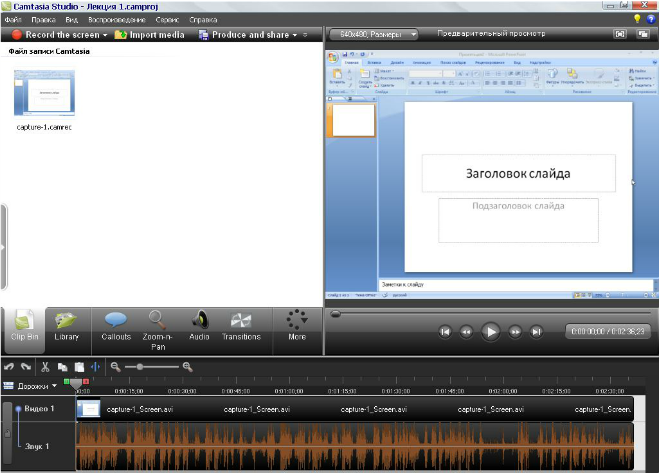 Camtasia Studio - Лекция 1.camproj
Файл Правка Вид Воспроизведение Сервис Справка
Record the screen Import media Produce and share »
640x480, Размеры
Предварительный просмотр
Файл записи Camtasia
capture-1.camrec
Заголовок слайда
Подзаголовок слайда
Заметки к слайду
Clip Bin Library Callouts Zoom-n-Pan Audio Transitions More
0:00:00;00 / 0:02:36;23
Дорожки
00;00 0:00:15;00 0:00:30;00 0:00:45;00 0:01:00;00 0:01:15;00 0:01:30;00 0:01:45;00 0:02:00;00 0:02:15;00 0:02:30;00
Видео 1
capture-1_Screen.avi capture-1_Screen.avi capture-1_Screen.avi capture-1_Screen.avi capture-1_Screen.
Звук 1